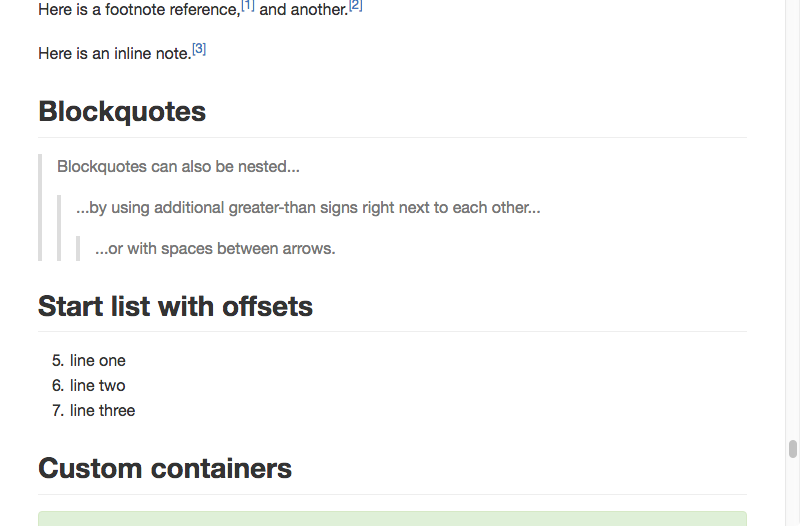 Here is a footnote reference,[1] and another.[2]
Here is an inline note.[3]
Blockquotes
Blockquotes can also be nested...
...by using additional greater-than signs right next to each other...
...or with spaces between arrows.
Start list with offsets
5. line one
6. line two
7. line three
Custom containers